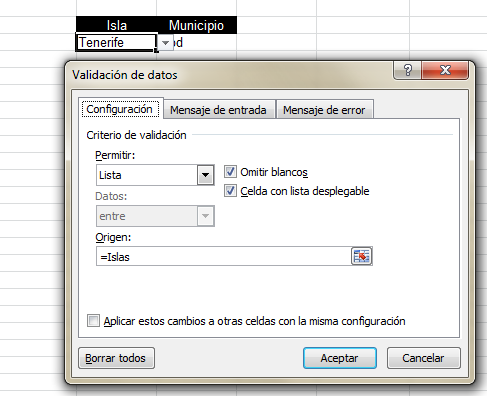 Isla Municipio
Tenerife od
Validación de datos
Configuración Mensaje de entrada Mensaje de error
Criterio de validación
Permitir:
Lista
Omitir blancos
Celda con lista desplegable
Datos:
entre
Origen:
=Islas
Aplicar estos cambios a otras celdas con la misma configuración
Borrar todos Aceptar Cancelar